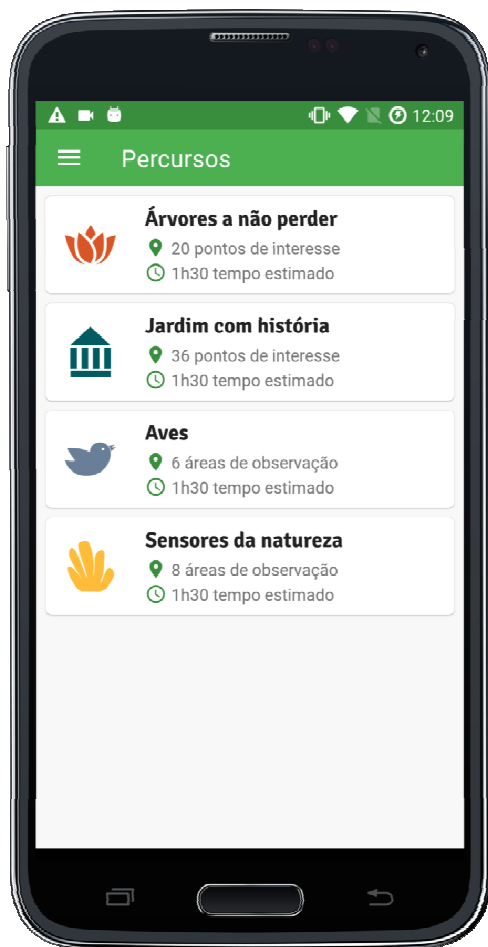 12:09
Percursos
Árvores a não perder
20 pontos de interesse
1h30 tempo estimado
Jardim com história
36 pontos de interesse
1h30 tempo estimado
Aves
6 áreas de observação
1h30 tempo estimado
Sensores da natureza
8 áreas de observação
1h30 tempo estimado